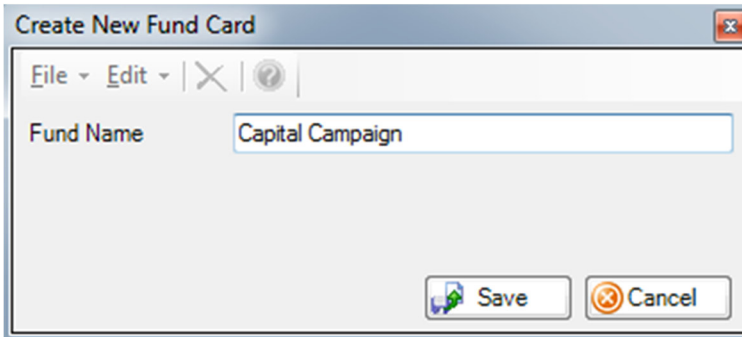 Create New Fund Card
File Edit
Fund Name Capital Campaign
Save Cancel